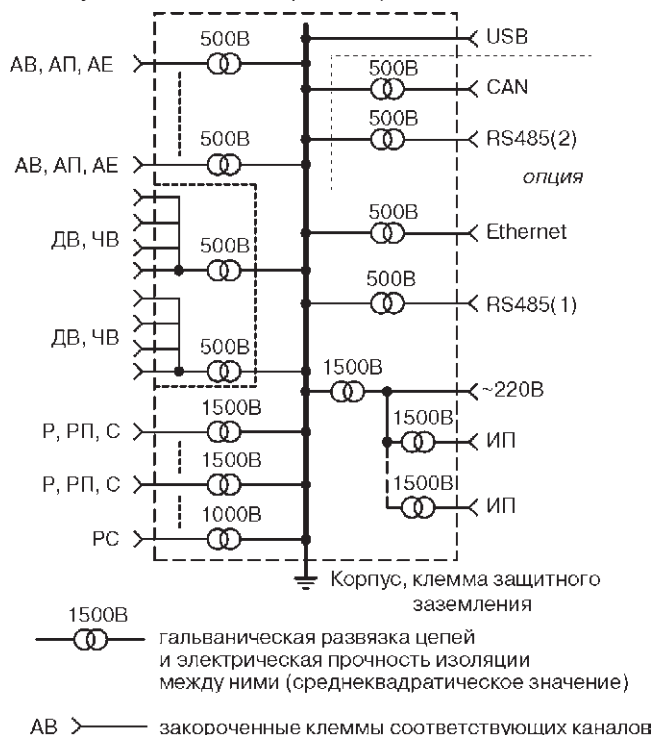 500В
USB
АВ, АП, АЕ
500В
CAN
500В
RS485(2)
500В
АВ, АП, АЕ
опция
ДВ, ЧВ
500В
500В
Ethernet
500В
RS485(1)
ДВ, ЧВ
500В
1500В
~220В
1500В
Р, РП, С
1500В
ИП
1500В
Р, РП, С
1500В
ИП
1000В
РС
Корпус, клемма защитного
заземления
1500В
гальваническая развязка цепей
и электрическая прочность изоляции
между ними (среднеквадратическое значение)
АВ
закороченные клеммы соответствующих каналов